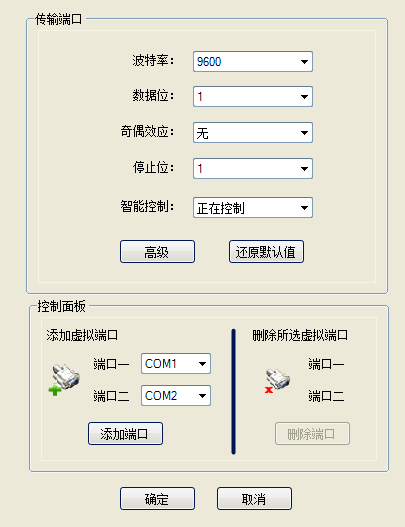 传输端口
波特率： 9600
数据位： 1
奇偶效应： 无
停止位： 1
智能控制： 正在控制
高级 还原默认值
控制面板
添加虚拟端口 删除所选虚拟端口
端口一 COM1 端口一
端口二 COM2 端口二
添加端口 删除端口
确定 取消